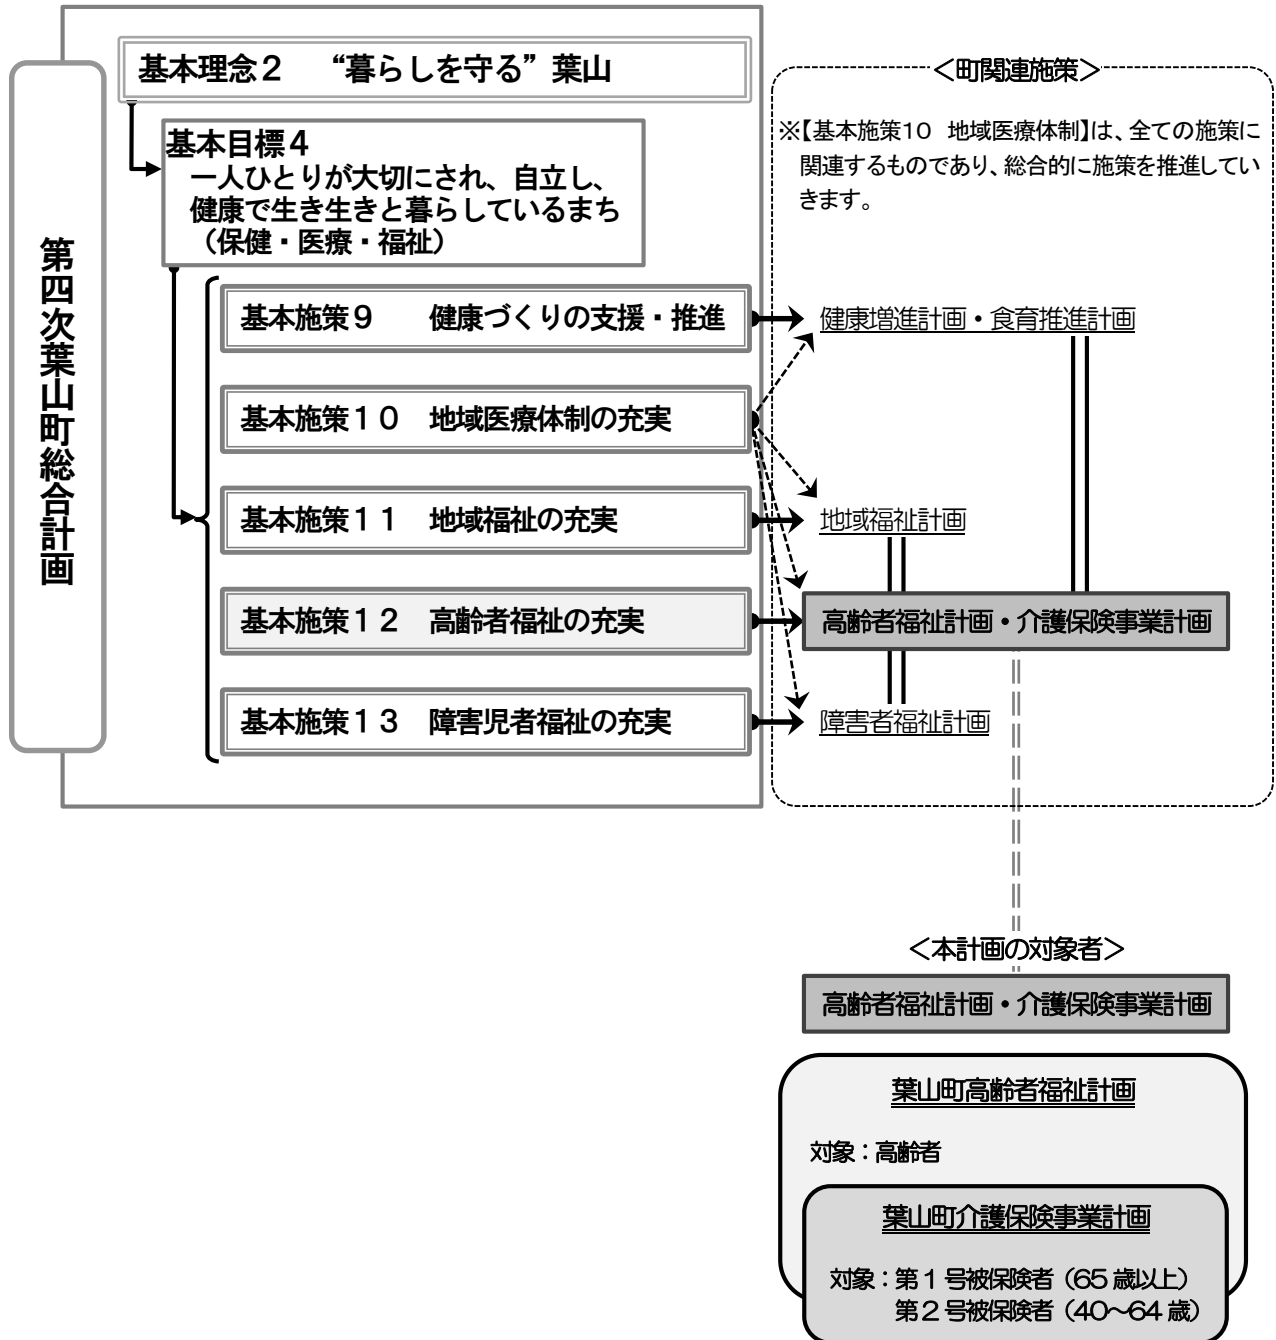 第四次葉山町総合計画
基本理念２　“暮らしを守る”葉山
基本目標４
一人ひとりが大切にされ、自立し、
健康で生き生きと暮らしているまち
（保健・医療・福祉）
基本施策９　健康づくりの支援・推進
基本施策１０　地域医療体制の充実
基本施策１１　地域福祉の充実
基本施策１２　高齢者福祉の充実
基本施策１３　障害児者福祉の充実
＜町関連施策＞
※【基本施策10　地域医療体制】は、全ての施策に
関連するものであり、総合的に施策を推進してい
きます。
健康増進計画・食育推進計画
地域福祉計画
高齢者福祉計画・介護保険事業計画
障害者福祉計画
＜本計画の対象者＞
高齢者福祉計画・介護保険事業計画
葉山町高齢者福祉計画
対象：高齢者
葉山町介護保険事業計画
対象：第１号被保険者（65歳以上）
第２号被保険者（40～64歳）